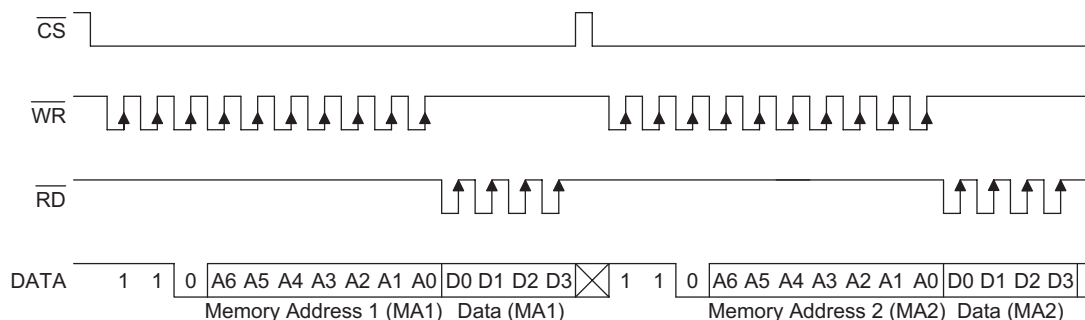 CS
WR
RD
DATA 1 1 0 A6 A5 A4 A3 A2 A1 A0 D0 D1 D2 D3 1 1 0 A6 A5 A4 A3 A2 A1 A0 D0 D1 D2 D3
Memory Address 1 (MA1) Data (MA1) Memory Address 2 (MA2) Data (MA2)